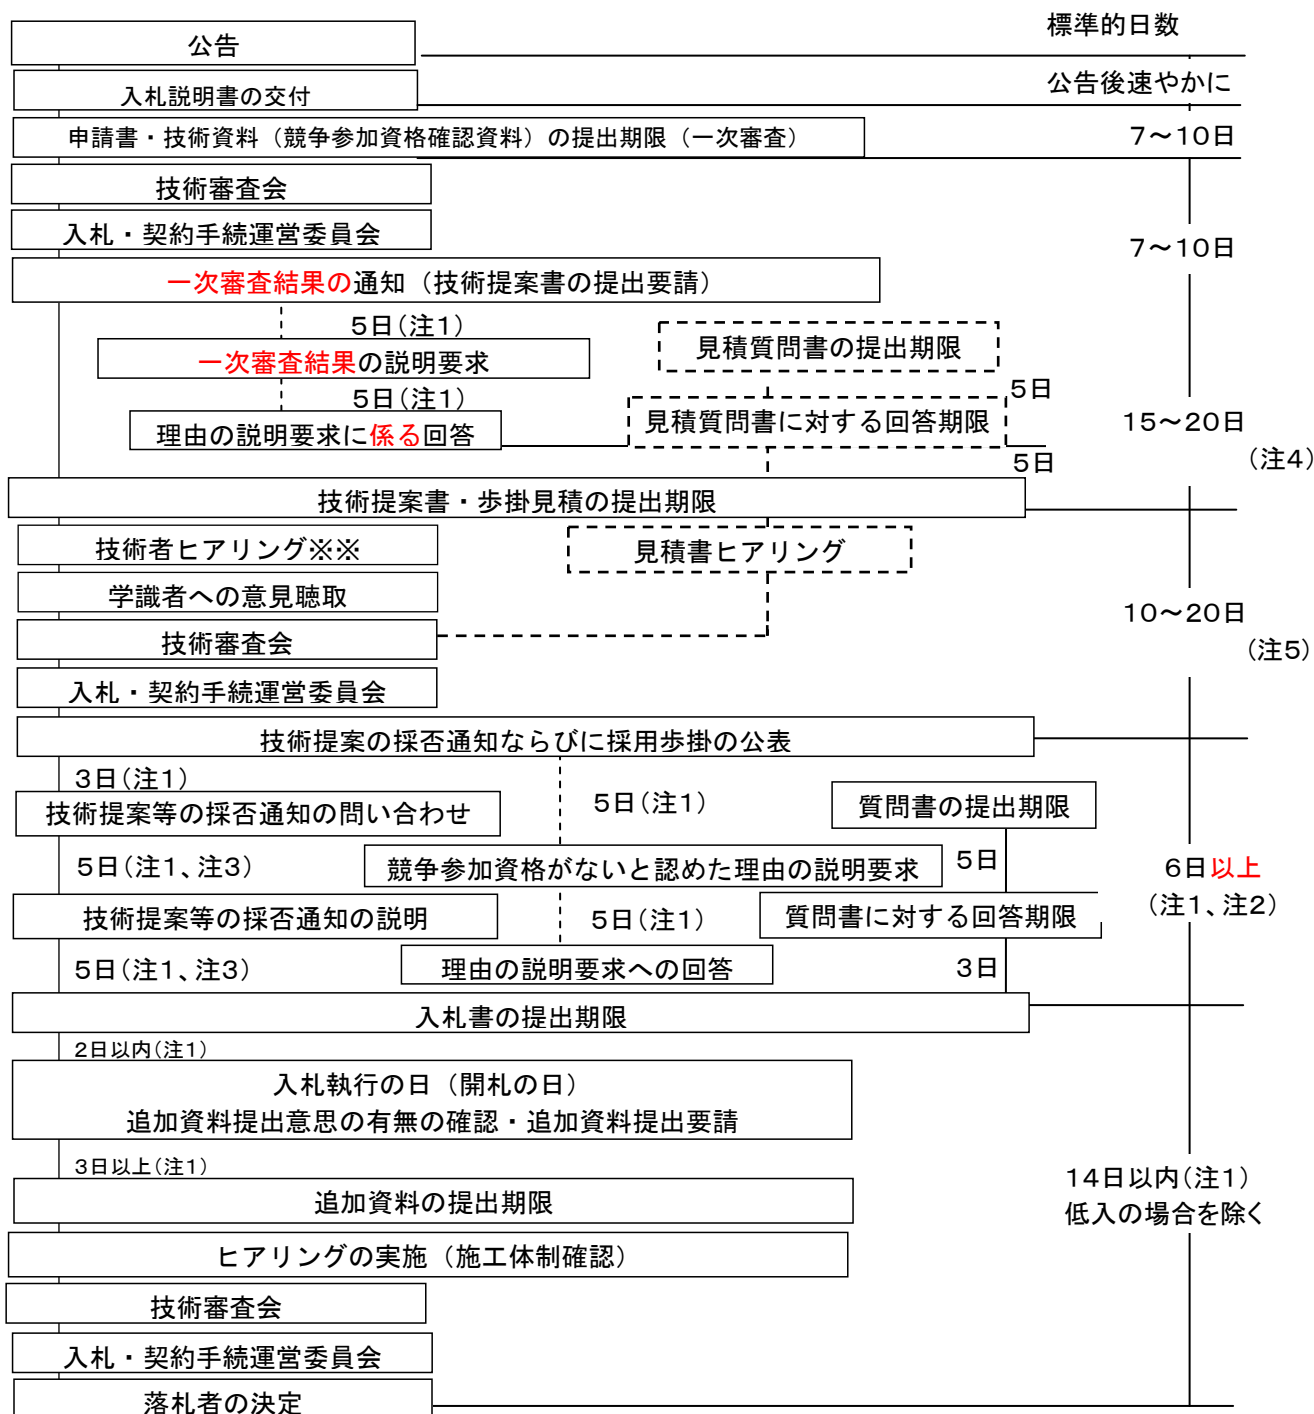 標準的日数
公告
入札説明書の交付
公告後速やかに
申請書・技術資料（競争参加資格確認資料）の提出期限（一次審査）
7～10日
技術審査会
入札・契約手続運営委員会
7～10日
一次審査結果の通知（技術提案書の提出要請）
5日（注1）
見積質問書の提出期限
一次審査結果の説明要求
5日（注1）
5日
見積質問書に対する回答期限
理由の説明要求に係る回答
15～20日
（注4）
5日
技術提案書・歩掛見積の提出期限
技術者ヒアリング※※
見積書ヒアリング
学識者への意見聴取
10～20日
（注5）
技術審査会
入札・契約手続運営委員会
技術提案の採否通知ならびに採用歩掛の公表
3日（注1）
5日（注1）
質問書の提出期限
技術提案等の採否通知の問い合わせ
5日（注1、注3）
競争参加資格がないと認めた理由の説明要求
5日
6日以上
（注1、注2）
技術提案等の採否通知の説明
5日（注1）
質問書に対する回答期限
5日（注1、注3）
理由の説明要求への回答
3日
入札書の提出期限
2日以内（注1）
入札執行の日（開札の日）
追加資料提出意思の有無の確認・追加資料提出要請
3日以上（注1）
14日以内（注1）
低入の場合を除く
追加資料の提出期限
ヒアリングの実施（施工体制確認）
技術審査会
入札・契約手続運営委員会
落札者の決定